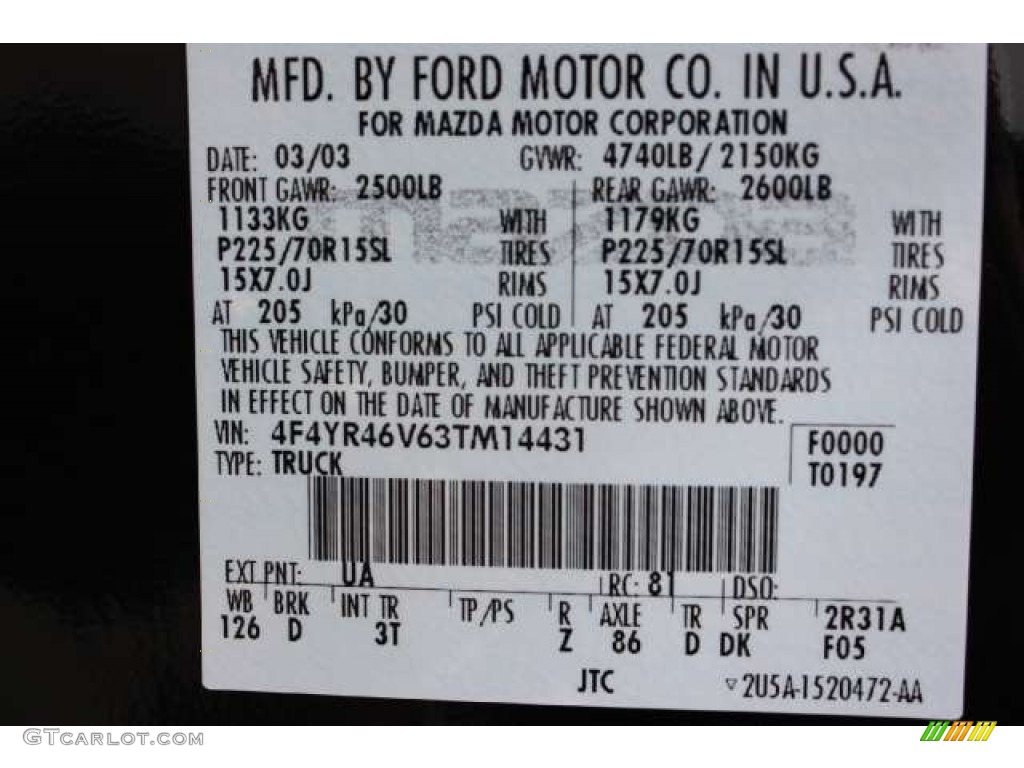 MFD. BY FORD MOTOR CO. IN U.S.A.
FOR MAZDA MOTOR CORPORATION
DATE: 03/03 GVWR: 4740LB/ 2150KG
FRONT GAWR: 2500LB REAR GAWR: 2600LB
1133KG WITH 1179KG WITH
P225/70R15SL TIRES P225/70R15SL TIRES
15X7.0J RIMS 15X7.0J RIMS
AT 205 kPa/30 PSI COLD AT 205 kPa/30 PSI COLD
THIS VEHICLE CONFORMS TO ALL APPLICABLE FEDERAL MOTOR
VEHICLE SAFETY, BUMPER, AND THEFT PREVENTION STANDARDS
IN EFFECT ON THE DATE OF MANUFACTURE SHOWN ABOVE.
VIN: 4F4YR46V63TM14431 F0000
TYPE: TRUCK T0197
EXT PNT: UA RC: 81 DSO:
WB BRK INT TR TP/PS R AXLE TR SPR 2R31A
126 D 3T Z 86 D DK F05
JTC 2U5A-1520472-AA
GTCarLot.com